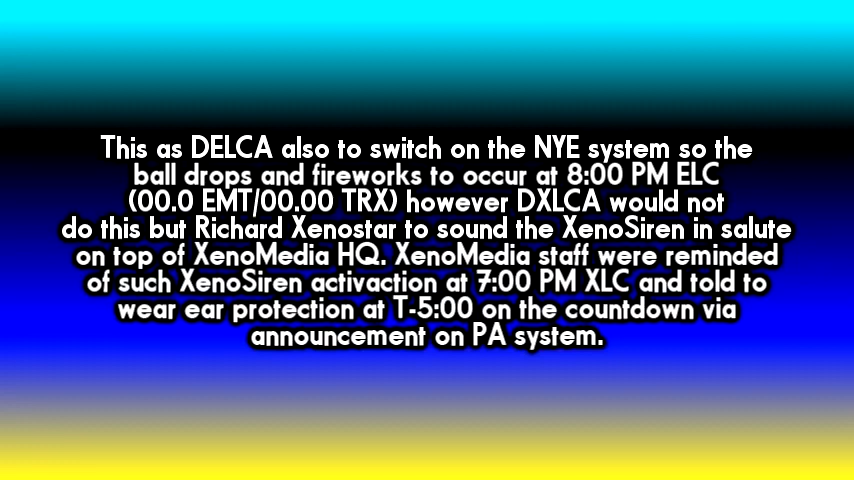 This as DELCA also to switch on the NYE system so the
ball drops and fireworks to occur at 8:00 PM ELC
(00.0 EMT/00.00 TRX) however DXLCA would not
do this but Richard Xenostar to sound the XenoSiren in salute
on top of XenoMedia HQ. XenoMedia staff were reminded
of such XenoSiren activaction at 7:00 PM XLC and told to
wear ear protection at T-5:00 on the countdown via
announcement on PA system.